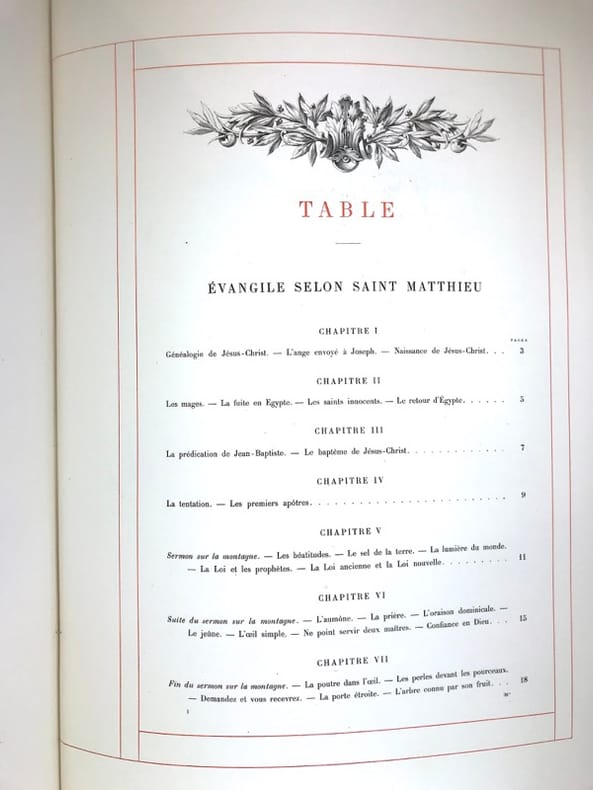 TABLE
ÉVANGILE SELON SAINT MATTHIEU
CHAPITRE I
PAGES
Généalogie de Jésus-Christ. — L'ange envoyé à Joseph. — Naissance de Jésus-Christ. . . 3
CHAPITRE II
Les mages. — La fuite en Egypte. — Les saints innocents. — Le retour d'Égypte. . . . . . 5
CHAPITRE III
La prédication de Jean-Baptiste. — Le baptême de Jésus-Christ. . . . . . . . . . . . . 7
CHAPITRE IV
La tentation. — Les premiers apôtres. . . . . . . . . . . . . . . . . . . . . . . . . 9
CHAPITRE V
Sermon sur la montagne. — Les béatitudes. — Le sel de la terre. — La lumière du monde.
— La Loi et les prophètes. — La Loi ancienne et la Loi nouvelle. . . . . . . . . 11
CHAPITRE VI
Suite du sermon sur la montagne. — L'aumône. — La prière. — L'oraison dominicale. —
Le jeûne. — L'œil simple. — Ne point servir deux maîtres. — Confiance en Dieu. . . 15
CHAPITRE VII
Fin du sermon sur la montagne. — La poutre dans l'œil. — Les perles devant les pourceaux.
— Demandez et vous recevrez. — La porte étroite. — L'arbre connu par son fruit. . . 18
I